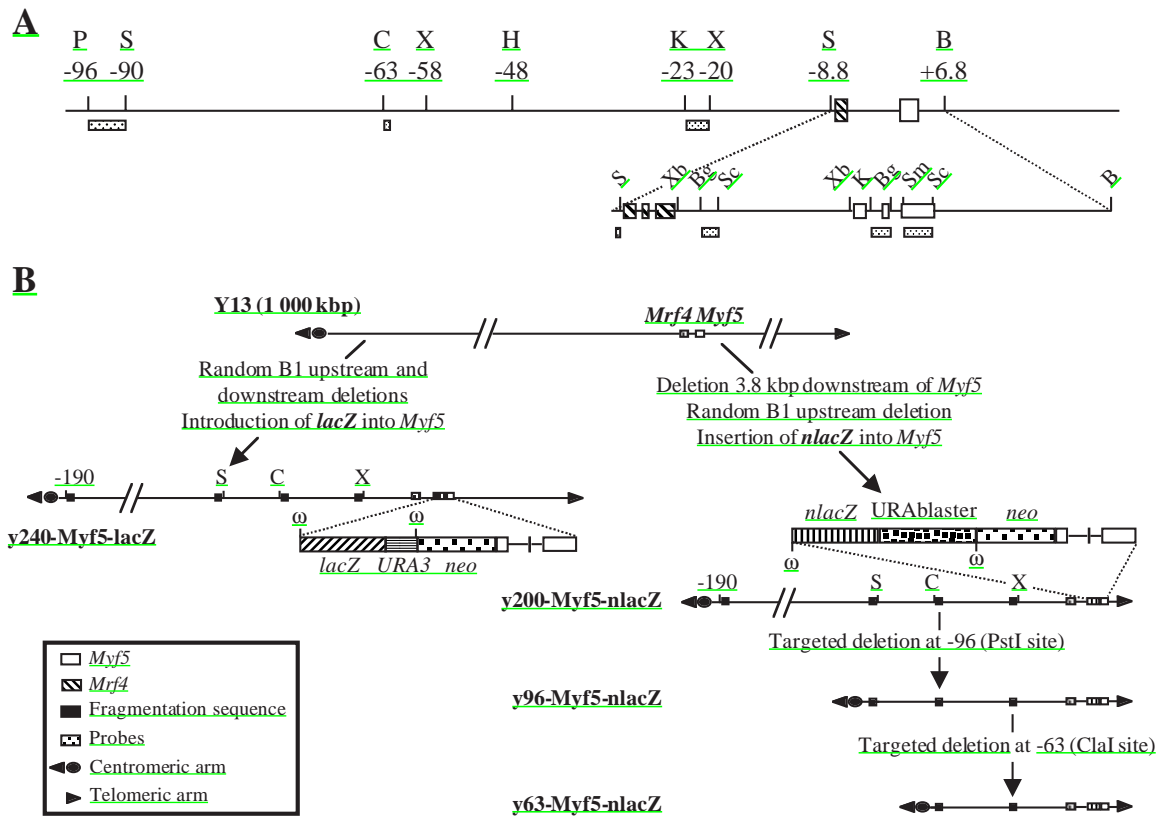 A
P S C X H K X S B
-96 -90 -63 -58 -48 -23 -20 -8.8 +6.8
S Xb Bg Sc Xb K Bg Sm Sc B
B
Y13 (1 000 kbp)
Mrf4 Myf5
Random B1 upstream and
downstream deletions
Introduction of lacZ into Myf5
Deletion 3.8 kbp downstream of Myf5
Random B1 upstream deletion
Insertion of nlacZ into Myf5
-190 S C X
y240-Myf5-lacZ
ω ω
lacZ URA3 neo
nlacZ URAblaster neo
ω ω
-190 S C X
y200-Myf5-nlacZ
Targeted deletion at -96 (PstI site)
y96-Myf5-nlacZ
Targeted deletion at -63 (ClaI site)
y63-Myf5-nlacZ
Myf5
Mrf4
Fragmentation sequence
Probes
Centromeric arm
Telomeric arm